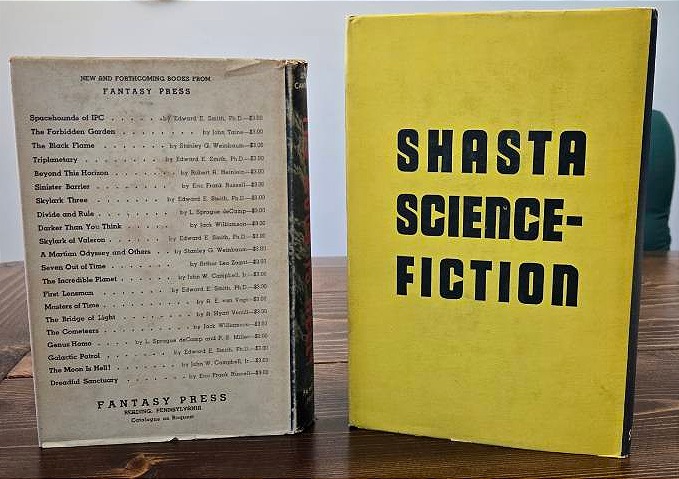 NEW AND FORTHCOMING BOOKS FROM
FANTASY PRESS
Spacehounds of IPC . . . . . . by Edward E. Smith, Ph.D.—$3.00
The Forbidden Garden . . . . . . . . by John Taine—$3.00
The Black Flame . . . . . . . by Stanley G. Weinbaum—$3.00
Triplanetary . . . . . . . . by Edward E. Smith, Ph.D.—$3.00
Beyond This Horizon . . . . . . by Robert A. Heinlein—$3.00
Sinister Barrier . . . . . . . . by Eric Frank Russell—$3.00
Skylark Three . . . . . . . by Edward E. Smith, Ph.D.—$3.00
Divide and Rule . . . . . . . by L. Sprague deCamp—$3.00
Darker Than You Think . . . . . . by Jack Williamson—$3.00
Skylark of Valeron . . . . . by Edward E. Smith, Ph.D.—$3.00
A Martian Odyssey and Others . . by Stanley G. Weinbaum—$3.00
Seven Out of Time . . . . . . by Arthur Leo Zagat—$3.00
The Incredible Planet . . . . . by John W. Campbell, Jr.—$3.00
First Lensman . . . . . . by Edward E. Smith, Ph.D.—$3.00
Masters of Time . . . . . . . by A. E. van Vogt—$3.00
The Bridge of Light . . . . . . by A. Hyatt Verrill—$3.00
The Cometeers . . . . . . . by Jack Williamson—$3.00
Genus Homo . . . by L. Sprague deCamp and P. S. Miller—$3.00
Galactic Patrol . . . . . . by Edward E. Smith, Ph.D.—$3.00
The Moon Is Hell! . . . . . by John W. Campbell, Jr.—$3.00
Dreadful Sanctuary . . . . . . by Eric Frank Russell—$3.00
FANTASY PRESS
READING, PENNSYLVANIA
Catalogue on Request
SHASTA
SCIENCE-
FICTION